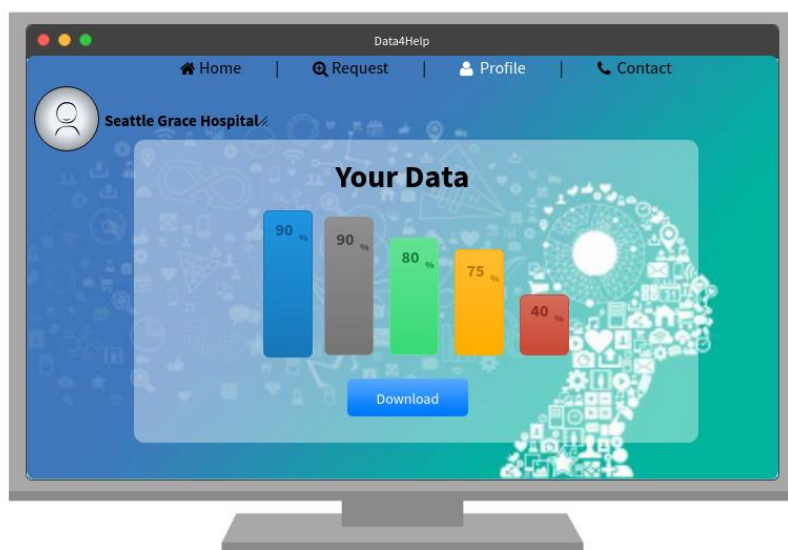 Data4Help
Home | Request | Profile | Contact
Seattle Grace Hospital
Your Data
90 %
90 %
80 %
75 %
40 %
Download